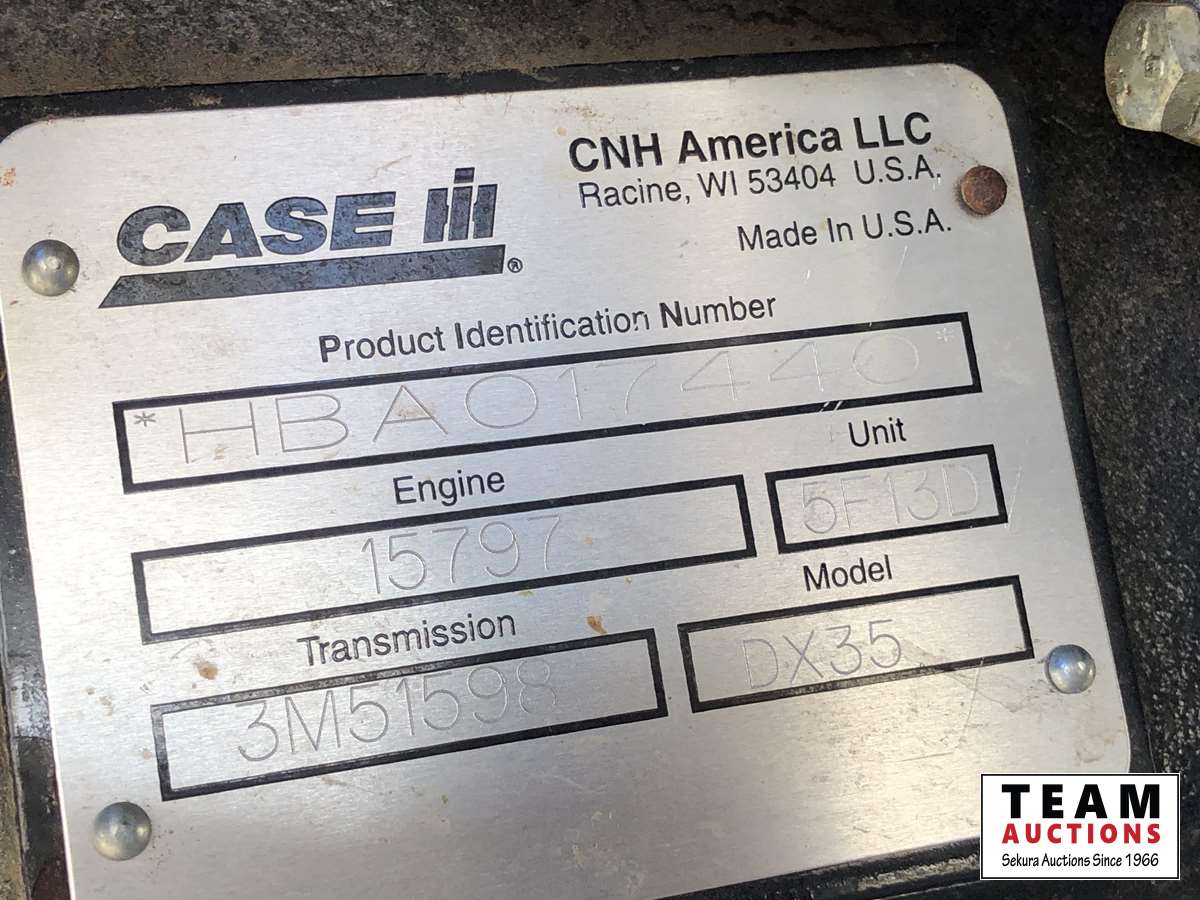 CASE IH®
CNH America LLC
Racine, WI 53404 U.S.A.
Made In U.S.A.
Product Identification Number
*HBA017440*
Engine
15797
Unit
5F13DV
Transmission
3M51598
Model
DX35
TEAM
AUCTIONS
Sekura Auctions Since 1966